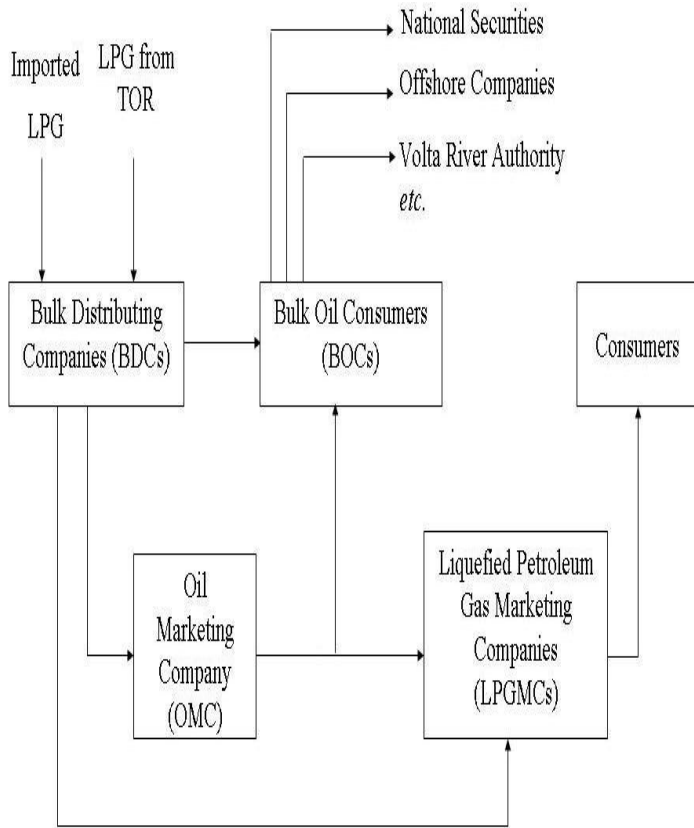 Imported
LPG
LPG from
TOR
National Securities
Offshore Companies
Volta River Authority
etc.
Bulk Distributing
Companies (BDCs)
Bulk Oil Consumers
(BOCs)
Consumers
Oil
Marketing
Company
(OMC)
Liquefied Petroleum
Gas Marketing
Companies
(LPGMCs)